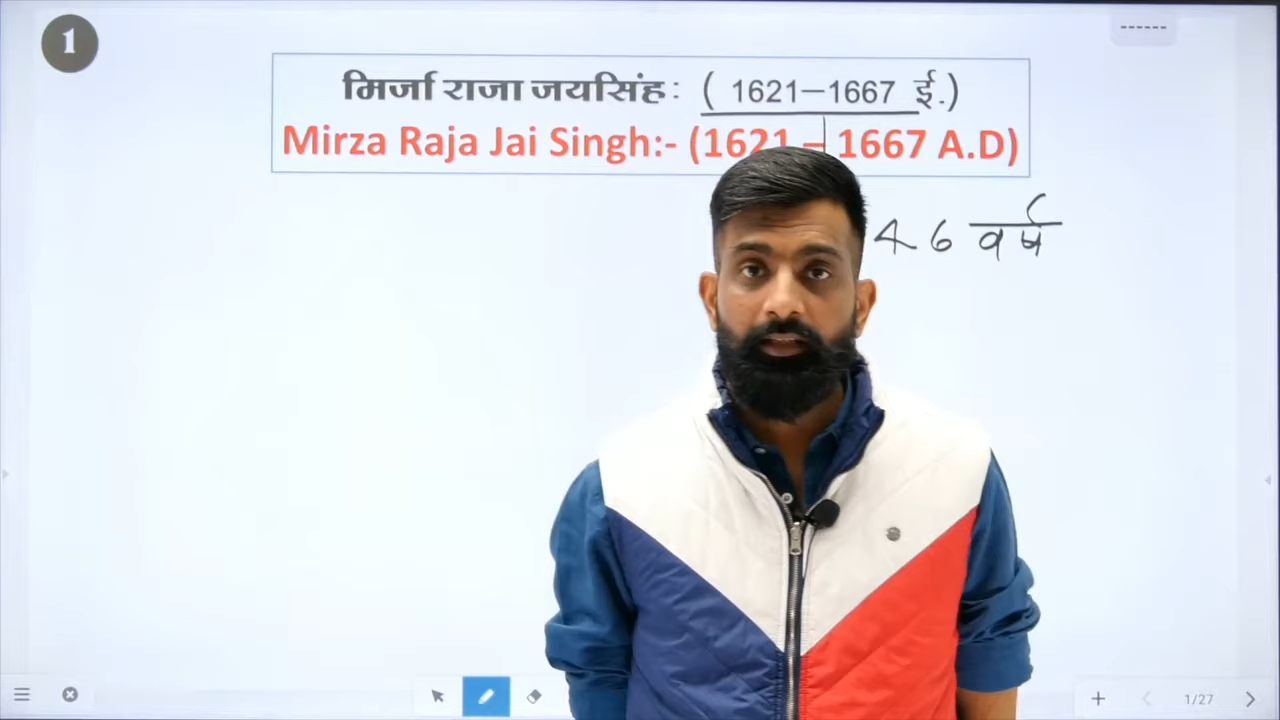 1
------
मिर्जा राजा जयसिंहः ( 1621–1667 ई.)
Mirza Raja Jai Singh:- (1621 – 1667 A.D)
46 वर्ष
1/27